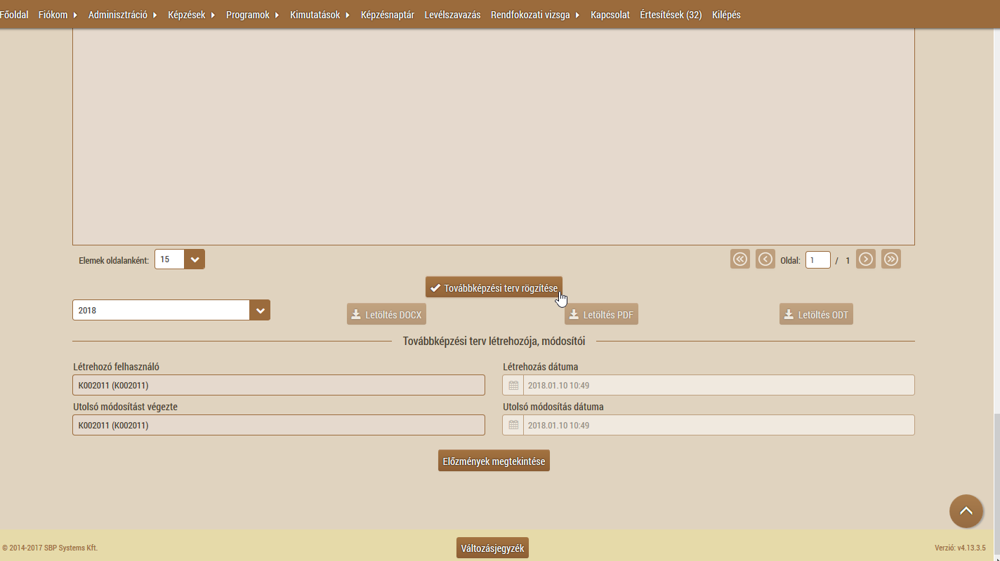 Főoldal Fiókom Adminisztráció Képzések Programok Kimutatások Képzésnaptár Levélszavazás Rendfokozati vizsga Kapcsolat Értesítések (32) Kilépés
Elemek oldalanként: 15 Oldal: 1 / 1
Továbbképzési terv rögzítése
2018 Letöltés DOCX Letöltés PDF Letöltés ODT
Továbbképzési terv létrehozója, módosítói
Létrehozó felhasználó Létrehozás dátuma
K002011 (K002011) 2018.01.10 10:49
Utolsó módosítást végezte Utolsó módosítás dátuma
K002011 (K002011) 2018.01.10 10:49
Előzmények megtekintése
© 2014-2017 SBP Systems Kft. Változásjegyzék Verzió: v4.13.3.5